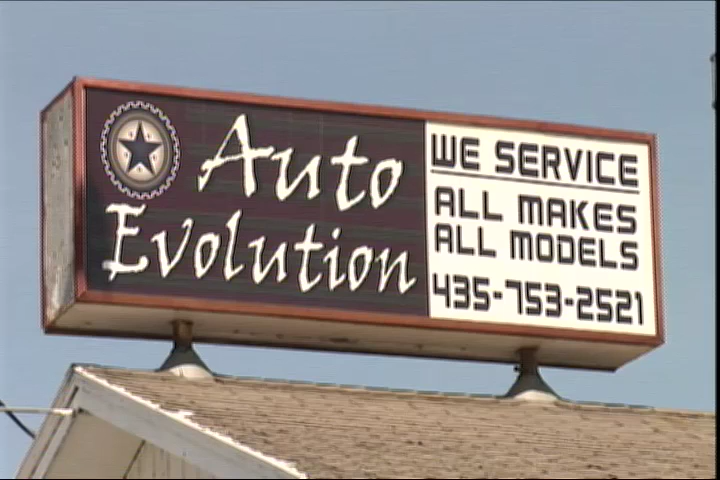 Auto
Evolution
WE SERVICE
ALL MAKES
ALL MODELS
435-753-2521